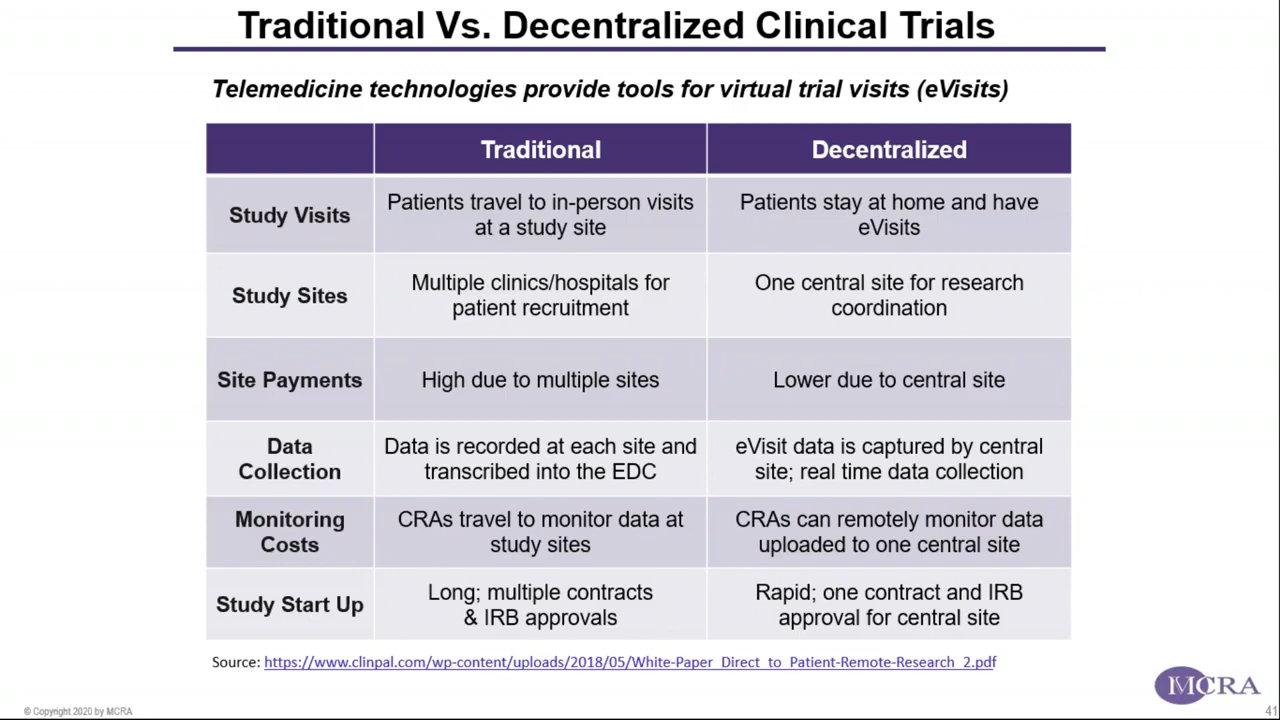 Traditional Vs. Decentralized Clinical Trials
Telemedicine technologies provide tools for virtual trial visits (eVisits)
Traditional
Decentralized
Study Visits
Patients travel to in-person visits
at a study site
Patients stay at home and have
eVisits
Study Sites
Multiple clinics/hospitals for
patient recruitment
One central site for research
coordination
Site Payments
High due to multiple sites
Lower due to central site
Data
Collection
Data is recorded at each site and
transcribed into the EDC
eVisit data is captured by central
site; real time data collection
Monitoring
Costs
CRAs travel to monitor data at
study sites
CRAs can remotely monitor data
uploaded to one central site
Study Start Up
Long; multiple contracts
& IRB approvals
Rapid; one contract and IRB
approval for central site
Source: https://www.clinpal.com/wp-content/uploads/2018/05/White-Paper_Direct_to_Patient-Remote-Research_2.pdf
MCRA
© Copyright 2020 by MCRA
41